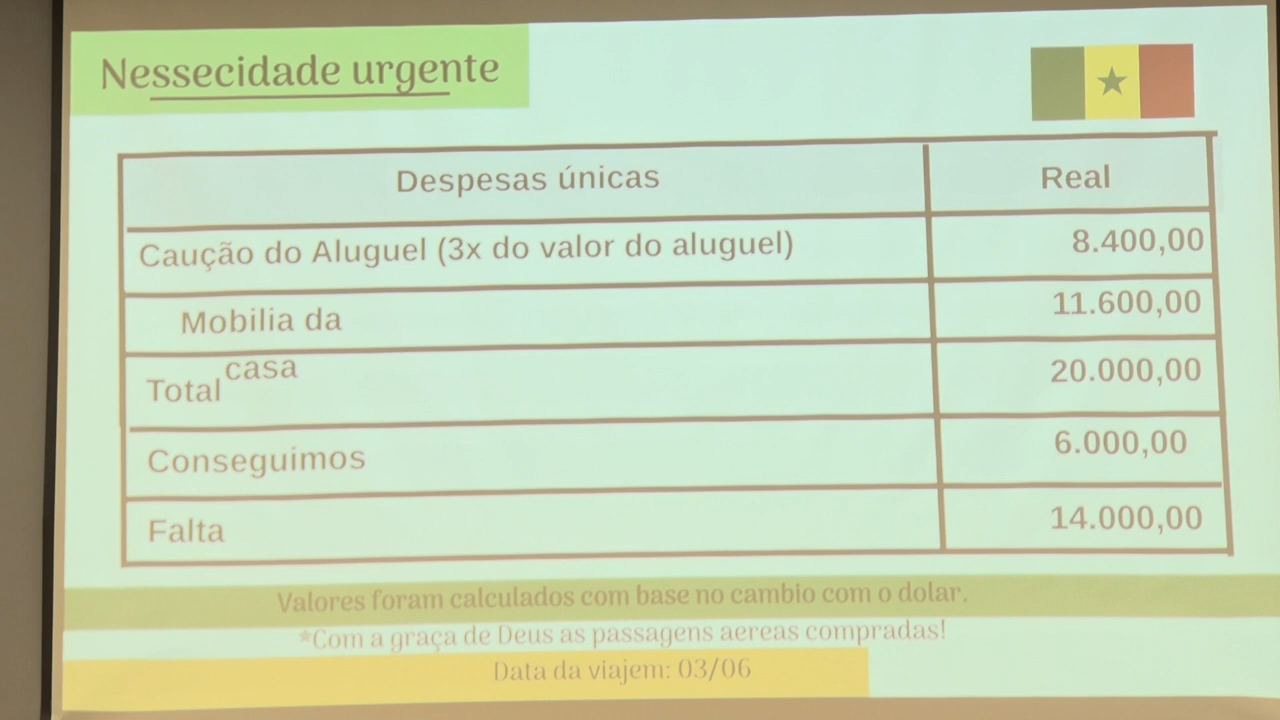 Nessecidade urgente
Despesas únicas Real
Caução do Aluguel (3x do valor do aluguel) 8.400,00
Mobilia da 11.600,00
casa
Total 20.000,00
Conseguimos 6.000,00
Falta 14.000,00
Valores foram calculados com base no cambio com o dolar.
*Com a graça de Deus as passagens aereas compradas!
Data da viajem: 03/06